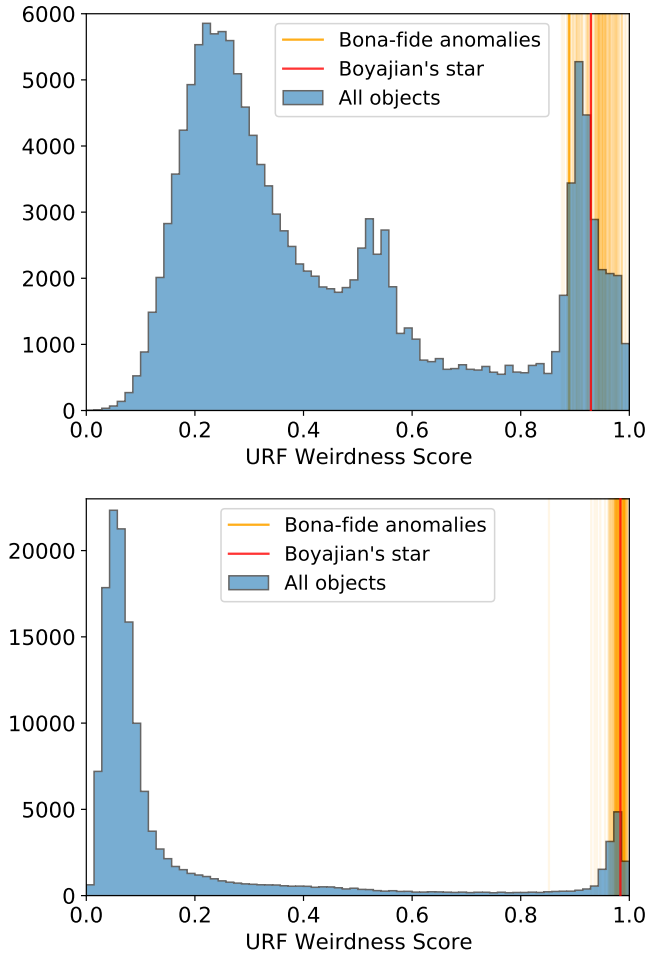 6000
5000
4000
3000
2000
1000
0
Bona-fide anomalies
Boyajian's star
All objects
0.0 0.2 0.4 0.6 0.8 1.0
URF Weirdness Score
20000
15000
10000
5000
0
Bona-fide anomalies
Boyajian's star
All objects
0.0 0.2 0.4 0.6 0.8 1.0
URF Weirdness Score